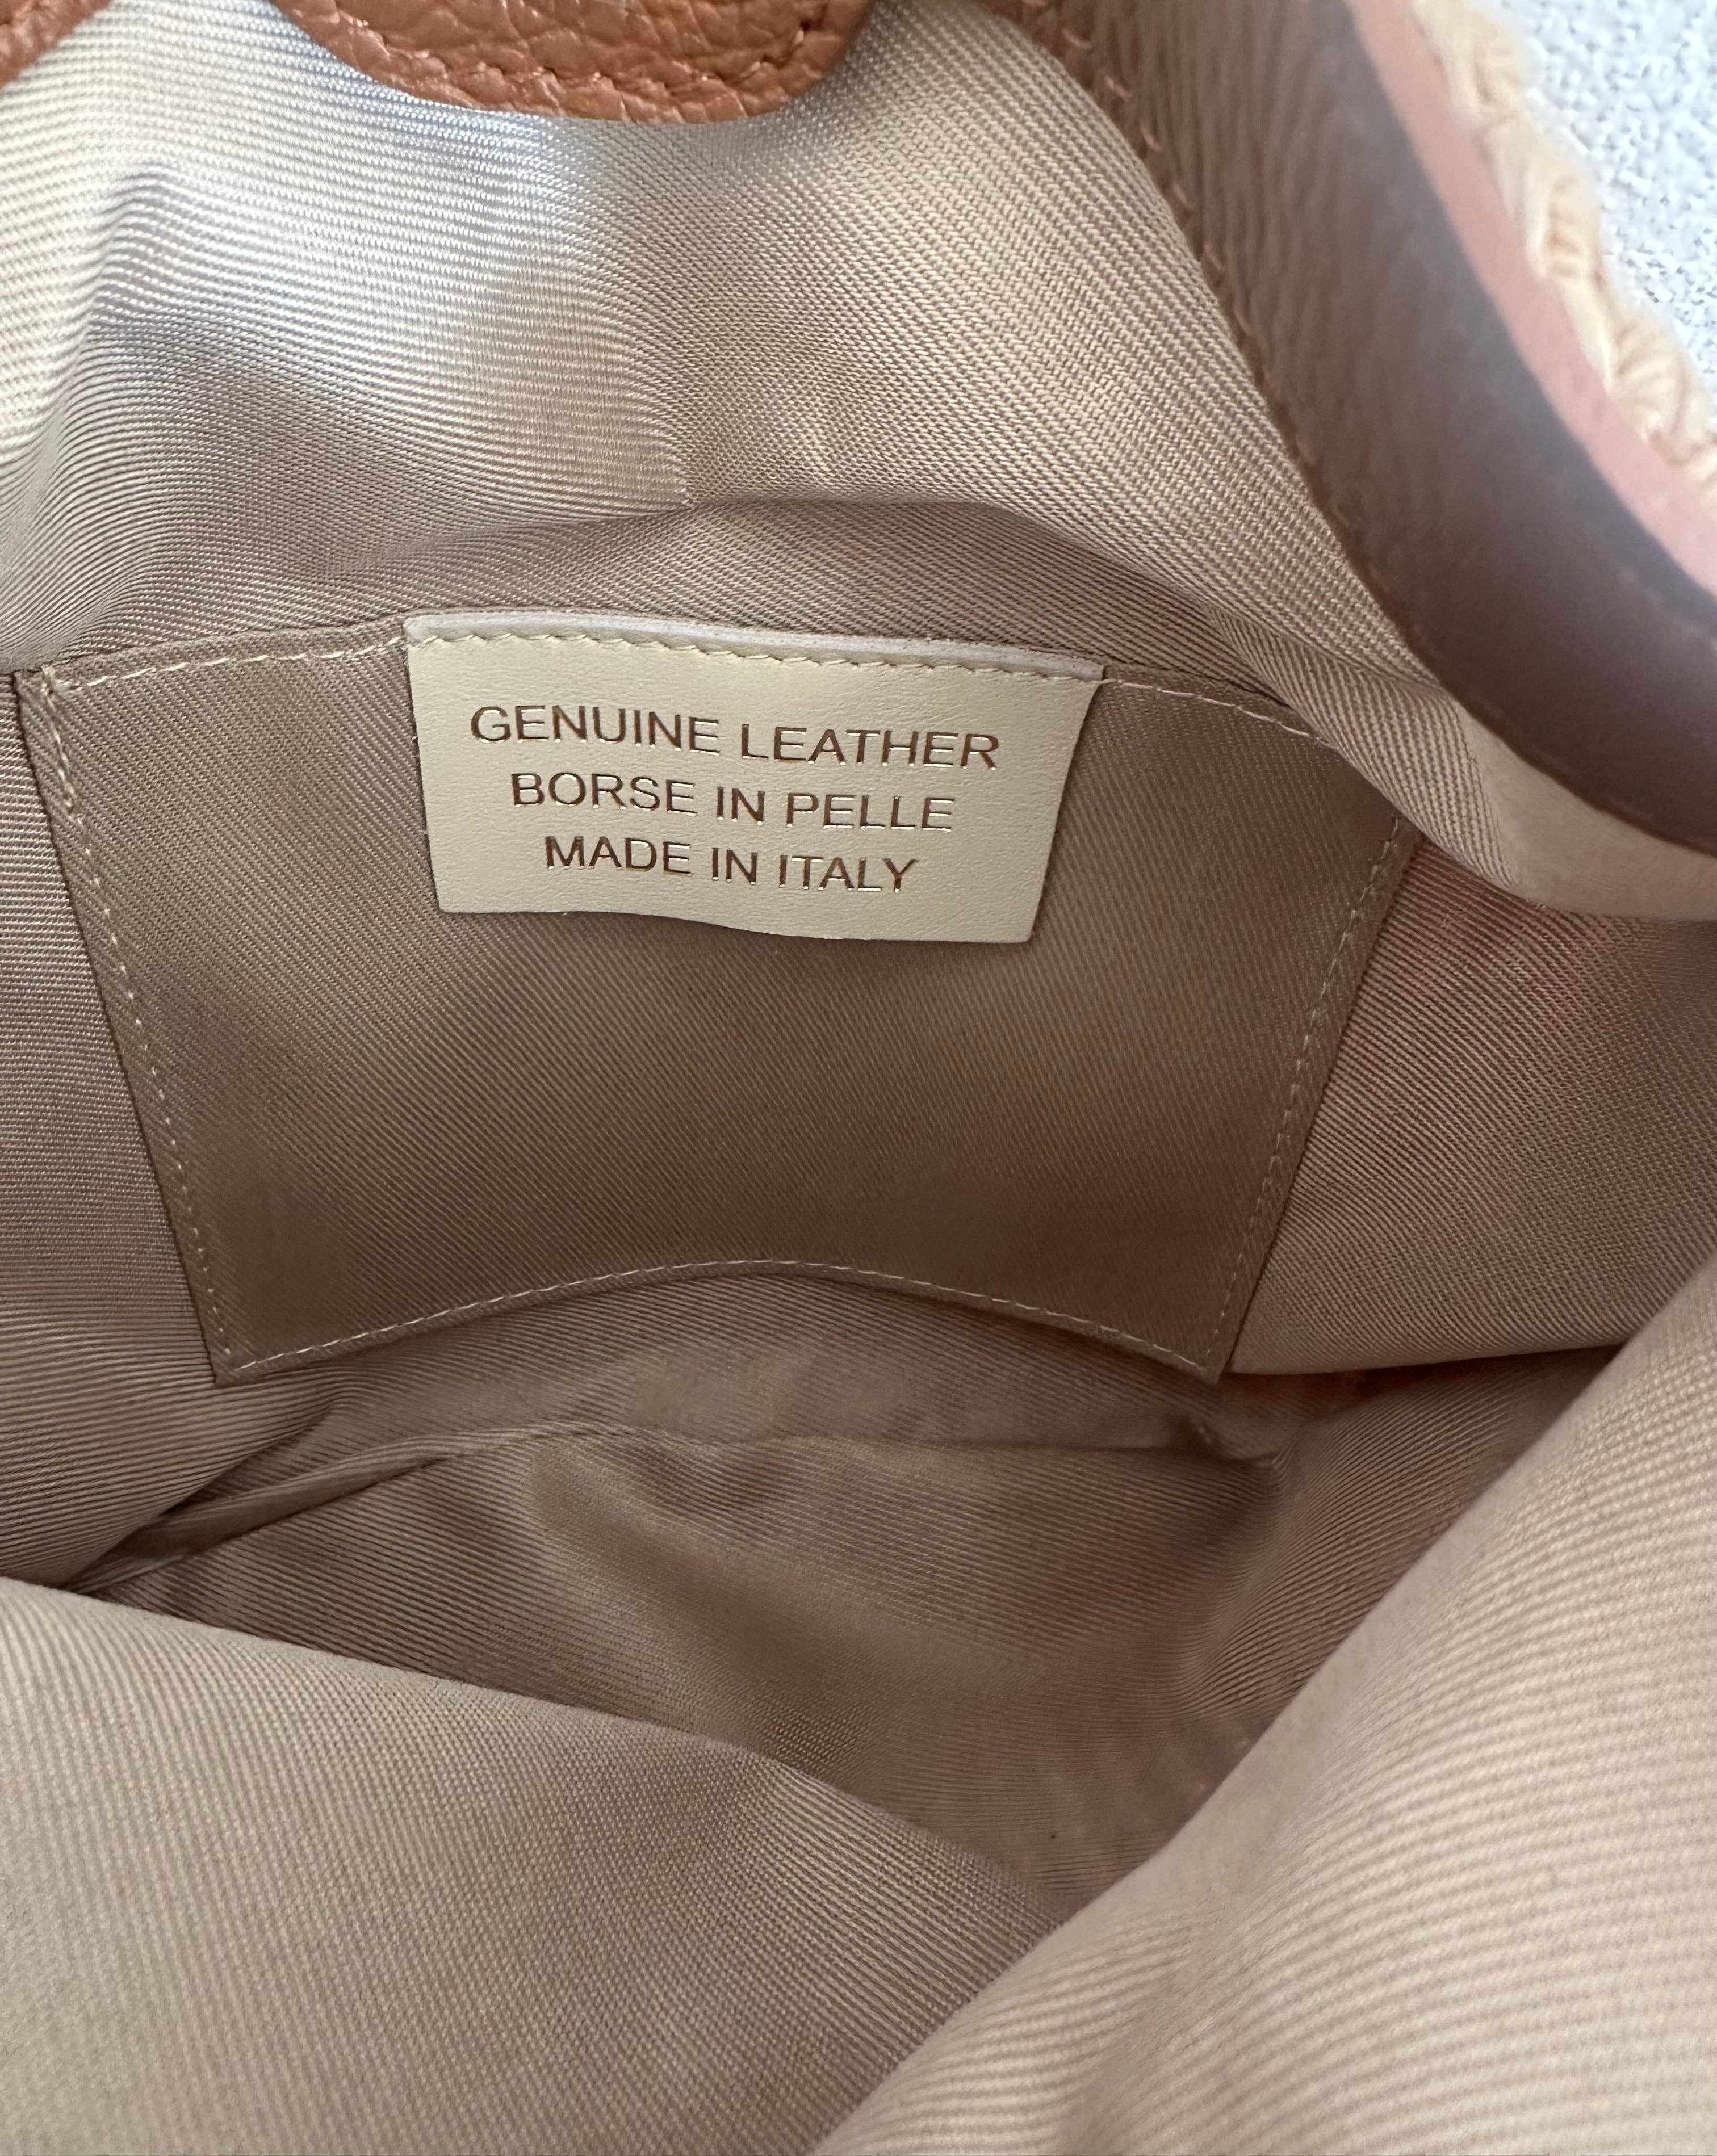 GENUINE LEATHER
BORSE IN PELLE
MADE IN ITALY